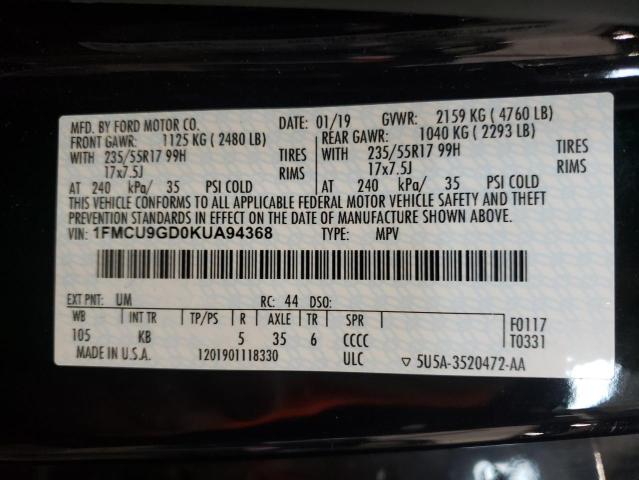 MFD. BY FORD MOTOR CO. DATE: 01/19 GVWR: 2159 KG ( 4760 LB)
FRONT GAWR: 1125 KG ( 2480 LB) REAR GAWR: 1040 KG ( 2293 LB)
WITH 235/55R17 99H TIRES WITH 235/55R17 99H TIRES
17x7.5J RIMS 17x7.5J RIMS
AT 240 kPa/ 35 PSI COLD AT 240 kPa/ 35 PSI COLD
THIS VEHICLE CONFORMS TO ALL APPLICABLE FEDERAL MOTOR VEHICLE SAFETY AND THEFT
PREVENTION STANDARDS IN EFFECT ON THE DATE OF MANUFACTURE SHOWN ABOVE.
VIN: 1FMCU9GD0KUA94368 TYPE: MPV
EXT PNT: UM RC: 44 DSO:
WB INT TR TP/PS R AXLE TR SPR F0117
105 KB 5 35 6 CCCC T0331
MADE IN U.S.A. 1201901118330 ULC ▽ 5U5A-3520472-AA